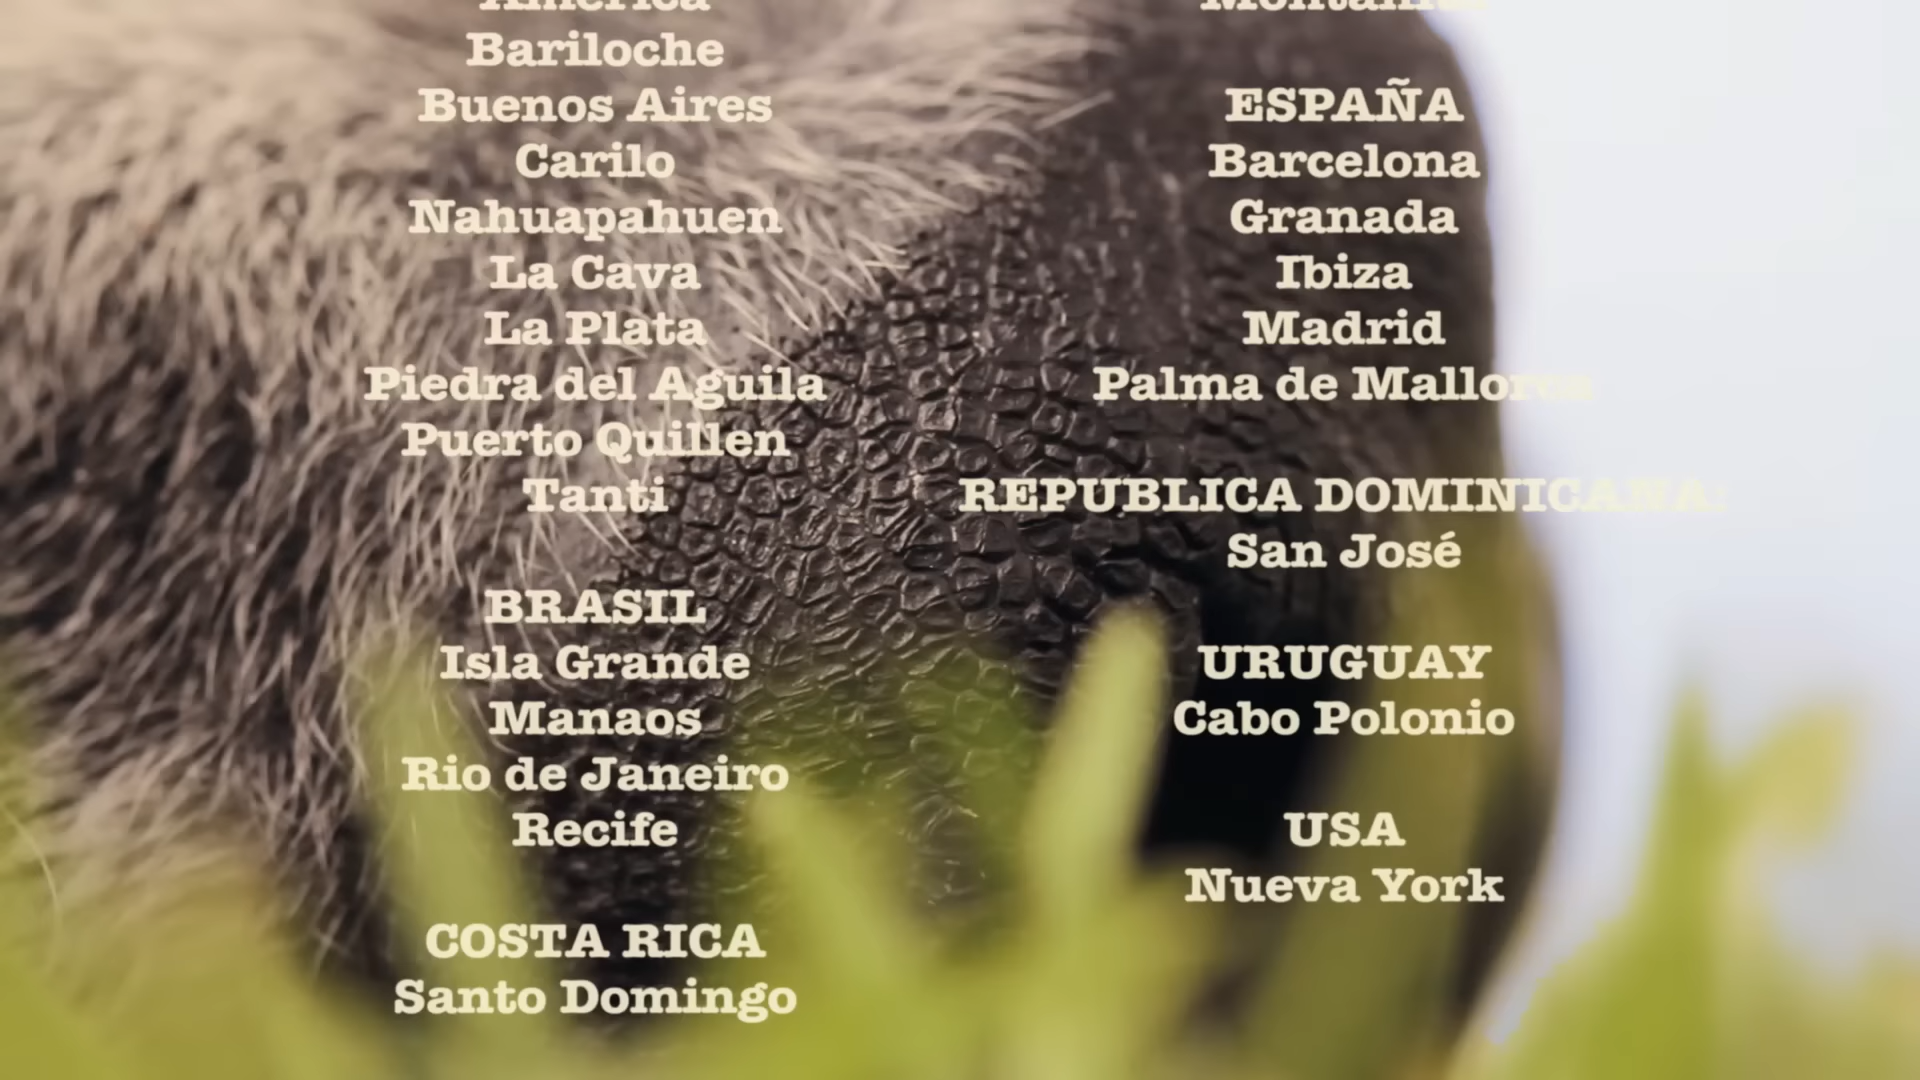 America
Bariloche
Buenos Aires
Carilo
Nahuapahuen
La Cava
La Plata
Piedra del Aguila
Puerto Quillen
Tanti
BRASIL
Isla Grande
Manaos
Rio de Janeiro
Recife
COSTA RICA
Santo Domingo
ESPAÑA
Barcelona
Granada
Ibiza
Madrid
Palma de Mallorca
REPUBLICA DOMINICANA:
San José
URUGUAY
Cabo Polonio
USA
Nueva York